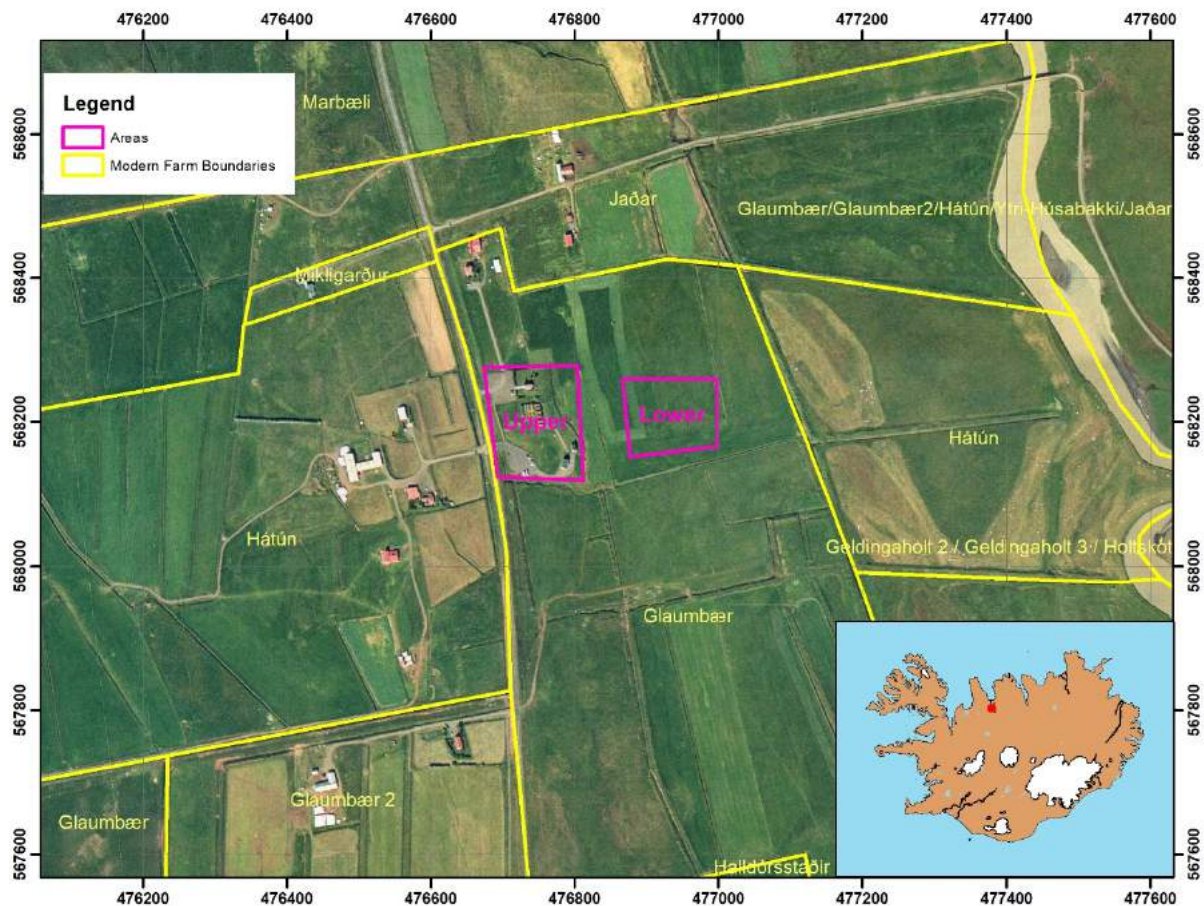 476200 476400 476600 476800 477000 477200 477400 477600
568600
568400
568200
568000
567800
567600
Legend
Areas
Modern Farm Boundaries
Marbæli
Jaðar
Glaumbær/Glaumbær2/Hátún/Ytri-Húsabakki/Jaðar
Mikligarður
Upper
Lower
Hátún
Hátún
Geldingaholt 2 / Geldingaholt 3 / Holtskot
Glaumbær
Glaumbær 2
Glaumbær
Halldórsstaðir
568600
568400
568200
568000
567800
567600
476200 476400 476600 476800 477000 477200 477400 477600